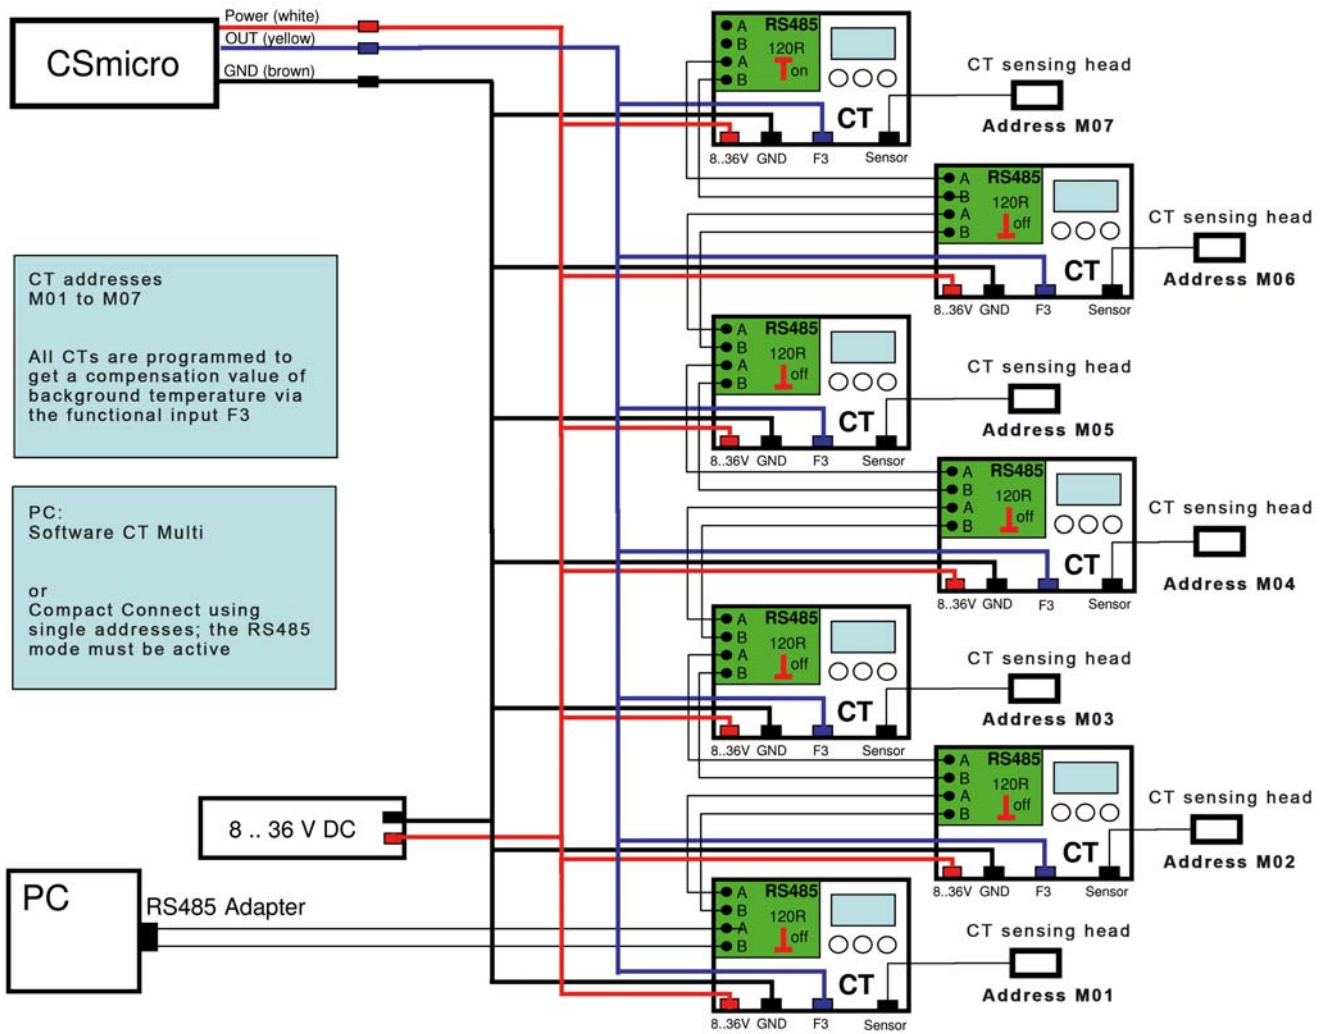 CSmicro
Power (white)
OUT (yellow)
GND (brown)
A RS485
B
120R
A
on
B
CT
8..36V GND F3 Sensor
CT sensing head
Address M07
A RS485
B
120R
A
off
B
CT
8..36V GND F3 Sensor
CT sensing head
Address M06
CT addresses
M01 to M07
All CTs are programmed to
get a compensation value of
background temperature via
the functional input F3
A RS485
B
120R
A
off
B
CT
8..36V GND F3 Sensor
CT sensing head
Address M05
PC:
Software CT Multi
or
Compact Connect using
single addresses; the RS485
mode must be active
A RS485
B
120R
A
off
B
CT
8..36V GND F3 Sensor
CT sensing head
Address M04
A RS485
B
120R
A
off
B
CT
8..36V GND F3 Sensor
CT sensing head
Address M03
A RS485
B
120R
A
off
B
CT
8..36V GND F3 Sensor
CT sensing head
Address M02
8 .. 36 V DC
PC
RS485 Adapter
A RS485
B
120R
A
off
B
CT
8..36V GND F3 Sensor
CT sensing head
Address M01